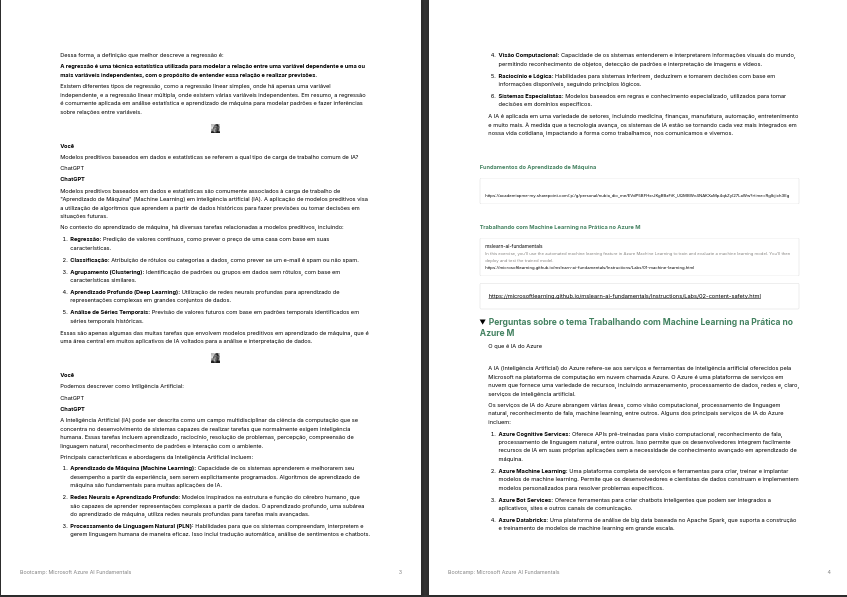 Dessa forma, a definição que melhor descreve a regressão é:
A regressão é uma técnica estatística utilizada para modelar a relação entre uma variável dependente e uma ou
mais variáveis independentes, com o propósito de entender essa relação e realizar previsões.
Existem diferentes tipos de regressão, como a regressão linear simples, onde há apenas uma variável
independente, e a regressão linear múltipla, onde existem várias variáveis independentes. Em resumo, a regressão
é comumente aplicada em análise estatística e aprendizado de máquina para modelar padrões e fazer inferências
sobre relações entre variáveis.
Você
Modelos preditivos baseados em dados e estatísticas se referem a qual tipo de carga de trabalho comum de IA?
ChatGPT
ChatGPT
Modelos preditivos baseados em dados e estatísticas são comumente associados à carga de trabalho de
"Aprendizado de Máquina" (Machine Learning) em inteligência artificial (IA). A aplicação de modelos preditivos visa
a utilização de algoritmos que aprendem a partir de dados históricos para fazer previsões ou tomar decisões em
situações futuras.
No contexto do aprendizado de máquina, há diversas tarefas relacionadas a modelos preditivos, incluindo:
1. Regressão: Predição de valores contínuos, como prever o preço de uma casa com base em suas
características.
2. Classificação: Atribuição de rótulos ou categorias a dados, como prever se um e-mail é spam ou não spam.
3. Agrupamento (Clustering): Identificação de padrões ou grupos em dados sem rótulos, com base em
características similares.
4. Aprendizado Profundo (Deep Learning): Utilização de redes neurais profundas para aprendizado de
representações complexas em grandes conjuntos de dados.
5. Análise de Séries Temporais: Previsão de valores futuros com base em padrões temporais identificados em
séries temporais históricas.
Essas são apenas algumas das muitas tarefas que envolvem modelos preditivos em aprendizado de máquina, que é
uma área central em muitos aplicativos de IA voltados para a análise e interpretação de dados.
Você
Podemos descrever como Intligência Artificial:
ChatGPT
ChatGPT
A Inteligência Artificial (IA) pode ser descrita como um campo multidisciplinar da ciência da computação que se
concentra no desenvolvimento de sistemas capazes de realizar tarefas que normalmente exigem inteligência
humana. Essas tarefas incluem aprendizado, raciocínio, resolução de problemas, percepção, compreensão de
linguagem natural, reconhecimento de padrões e interação com o ambiente.
Principais características e abordagens da Inteligência Artificial incluem:
1. Aprendizado de Máquina (Machine Learning): Capacidade de os sistemas aprenderem e melhorarem seu
desempenho a partir da experiência, sem serem explicitamente programados. Algoritmos de aprendizado de
máquina são fundamentais para muitas aplicações de IA.
2. Redes Neurais e Aprendizado Profundo: Modelos inspirados na estrutura e função do cérebro humano, que
são capazes de aprender representações complexas a partir de dados. O aprendizado profundo, uma subárea
do aprendizado de máquina, utiliza redes neurais profundas para tarefas mais avançadas.
3. Processamento de Linguagem Natural (PLN): Habilidades para que os sistemas compreendam, interpretem e
gerem linguagem humana de maneira eficaz. Isso inclui tradução automática, análise de sentimentos e chatbots.
Bootcamp: Microsoft Azure AI Fundamentals
3
4. Visão Computacional: Capacidade de os sistemas entenderem e interpretarem informações visuais do mundo,
permitindo reconhecimento de objetos, detecção de padrões e interpretação de imagens e vídeos.
5. Raciocínio e Lógica: Habilidades para sistemas inferirem, deduzirem e tomarem decisões com base em
informações disponíveis, seguindo princípios lógicos.
6. Sistemas Especialistas: Modelos baseados em regras e conhecimento especializado, utilizados para tomar
decisões em domínios específicos.
A IA é aplicada em uma variedade de setores, incluindo medicina, finanças, manufatura, automação, entretenimento
e muito mais. À medida que a tecnologia avança, os sistemas de IA estão se tornando cada vez mais integrados em
nossa vida cotidiana, impactando a forma como trabalhamos, nos comunicamos e vivemos.
Fundamentos do Aprendizado de Máquina
Trabalhando com Machine Learning na Prática no Azure M
mslearn-ai-fundamentals
In this exercise, you'll use the automated machine learning feature in Azure Machine Learning to train and evaluate a machine learning model. You'll then
deploy and test the trained model.
https://microsoftlearning.github.io/mslearn-ai-fundamentals/Instructions/Labs/01-machine-learning.html
https://microsoftlearning.github.io/mslearn-ai-fundamentals/Instructions/Labs/02-content-safety.html
▼ Perguntas sobre o tema Trabalhando com Machine Learning na Prática no
Azure M
O que é IA do Azure
A IA (Inteligência Artificial) do Azure refere-se aos serviços e ferramentas de inteligência artificial oferecidos pela
Microsoft na plataforma de computação em nuvem chamada Azure. O Azure é uma plataforma de serviços em
nuvem que fornece uma variedade de recursos, incluindo armazenamento, processamento de dados, redes e, claro,
serviços de inteligência artificial.
Os serviços de IA do Azure abrangem várias áreas, como visão computacional, processamento de linguagem
natural, reconhecimento de fala, machine learning, entre outros. Alguns dos principais serviços de IA do Azure
incluem:
1. Azure Cognitive Services: Oferece APIs pré-treinadas para visão computacional, reconhecimento de fala,
processamento de linguagem natural, entre outros. Isso permite que os desenvolvedores integrem facilmente
recursos de IA em suas próprias aplicações sem a necessidade de conhecimento avançado em aprendizado de
máquina.
2. Azure Machine Learning: Uma plataforma completa de serviços e ferramentas para criar, treinar e implantar
modelos de machine learning. Permite que os desenvolvedores e cientistas de dados construam e implementem
modelos personalizados para resolver problemas específicos.
3. Azure Bot Services: Oferece ferramentas para criar chatbots inteligentes que podem ser integrados a
aplicativos, sites e outros canais de comunicação.
4. Azure Databricks: Uma plataforma de análise de big data baseada no Apache Spark, que suporta a construção
e treinamento de modelos de machine learning em grande escala.
Bootcamp: Microsoft Azure AI Fundamentals
4